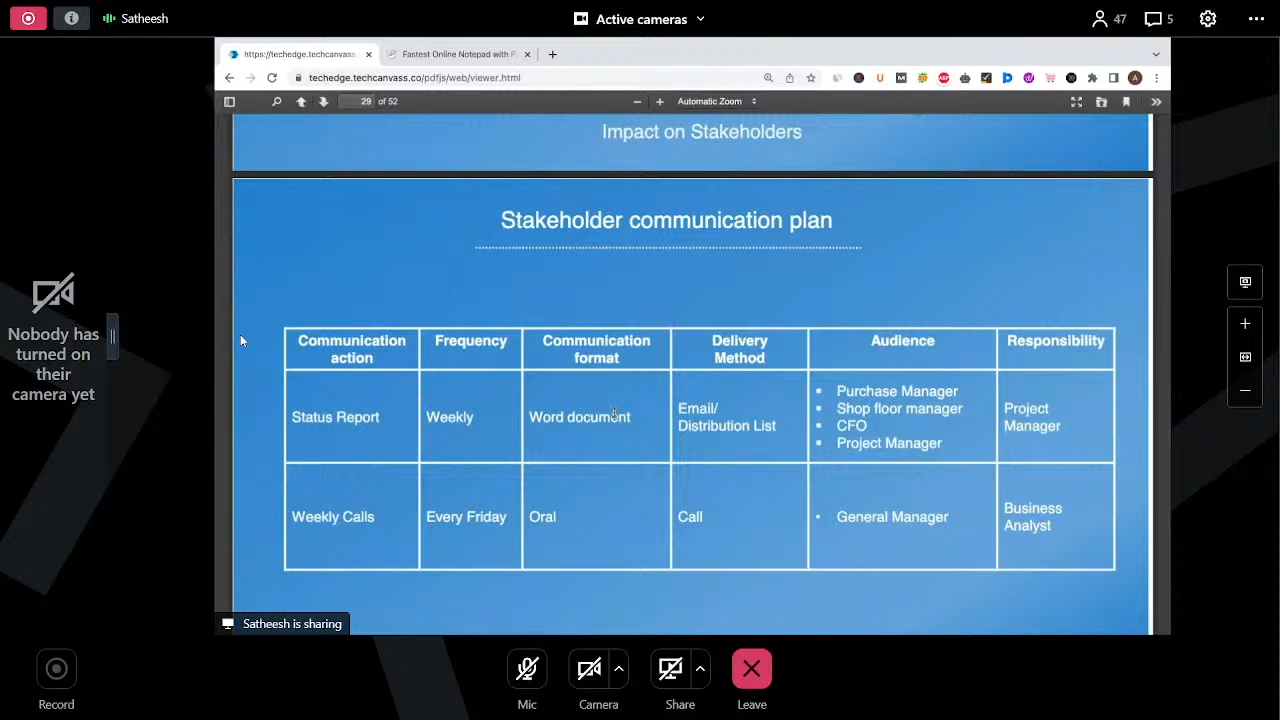 Satheesh
Active cameras
47
5
https://techedge.techcanvass.
Fastest Online Notepad with P
techedge.techcanvass.co/pdfjs/web/viewer.html
29 of 52
Automatic Zoom
Impact on Stakeholders
Stakeholder communication plan
Communication action
Frequency
Communication format
Delivery Method
Audience
Responsibility
Status Report
Weekly
Word document
Email/
Distribution List
▪ Purchase Manager
▪ Shop floor manager
▪ CFO
▪ Project Manager
Project
Manager
Weekly Calls
Every Friday
Oral
Call
• General Manager
Business
Analyst
Nobody has
turned on
their
camera yet
Satheesh is sharing
Record
Mic
Camera
Share
Leave